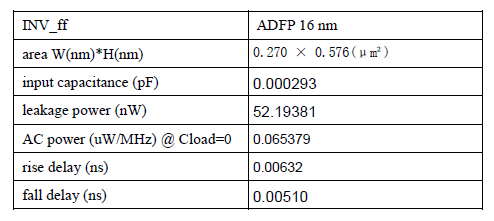 INV_ff ADFP 16 nm
area W(nm)*H(nm) 0.270 × 0.576(μm²)
input capacitance (pF) 0.000293
leakage power (nW) 52.19381
AC power (uW/MHz) @ Cload=0 0.065379
rise delay (ns) 0.00632
fall delay (ns) 0.00510